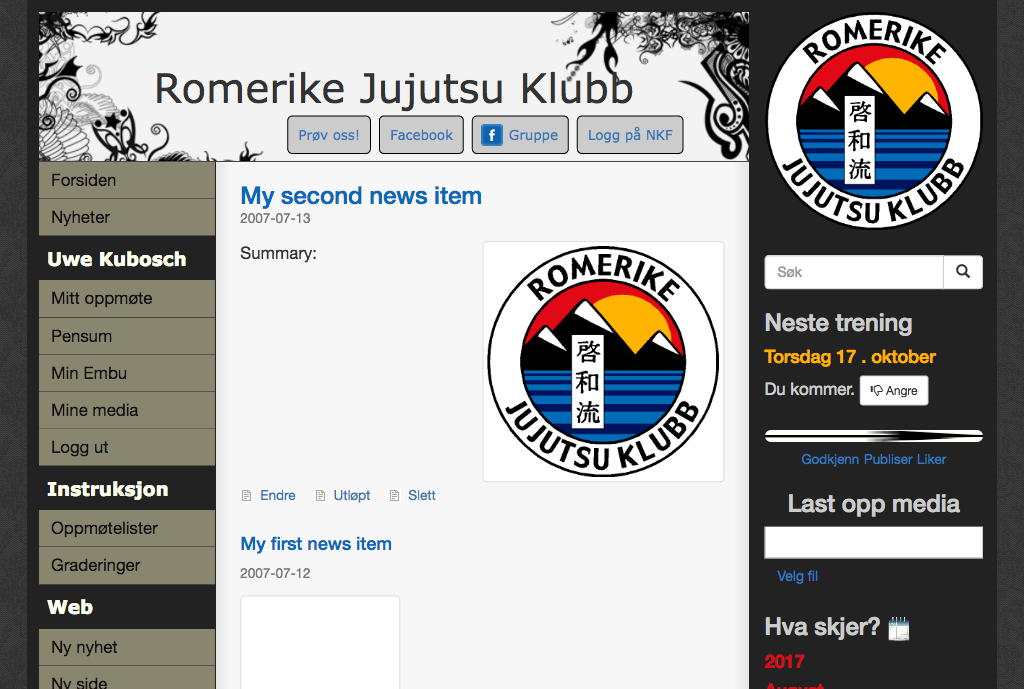 Romerike Jujutsu Klubb
Prøv oss!
Facebook
Gruppe
Logg på NKF
Forsiden
Nyheter
Uwe Kubosch
Mitt oppmøte
Pensum
Min Embu
Mine media
Logg ut
Instruksjon
Oppmøtelister
Graderinger
Web
Ny nyhet
Ny side
My second news item
2007-07-13
Summary:
ROMERIKE
啓和流
JUJUTSU KLUBB
Endre
Utløpt
Slett
My first news item
2007-07-12
ROMERIKE
啓和流
JUJUTSU KLUBB
Søk
Neste trening
Torsdag 17 . oktober
Du kommer.
Angre
Godkjenn Publiser Liker
Last opp media
Velg fil
Hva skjer?
2017
August